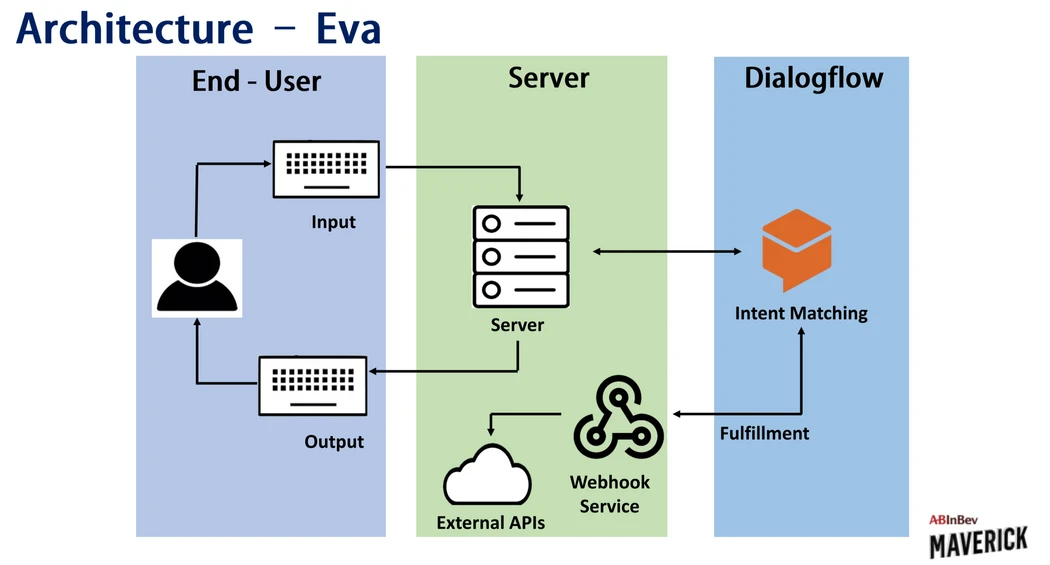 Architecture – Eva
End - User
Server
Dialogflow
Input
Server
Intent Matching
Output
Fulfillment
Webhook
Service
External APIs
ABInBev
MAVERICK